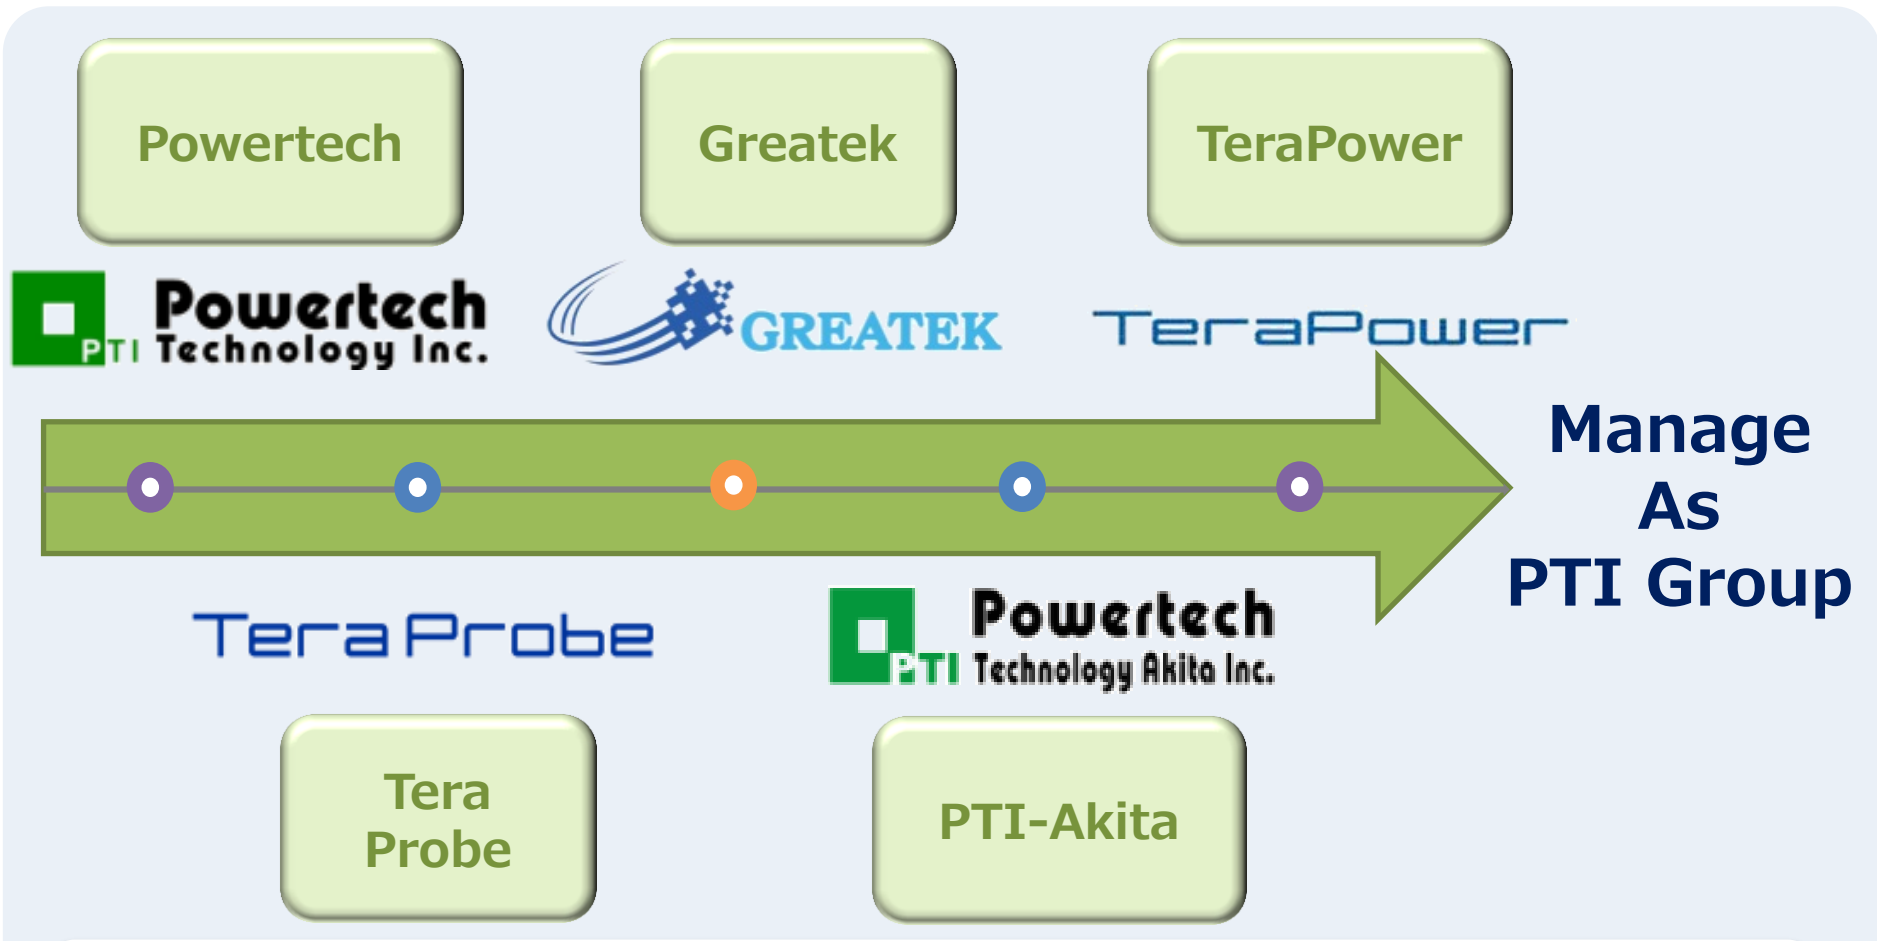 Powertech
Greatek
TeraPower
PTI
Powertech
Technology Inc.
GREATEK
TeraPower
Manage
As
PTI Group
TeraProbe
PTI
Powertech
Technology Akita Inc.
Tera
Probe
PTI-Akita